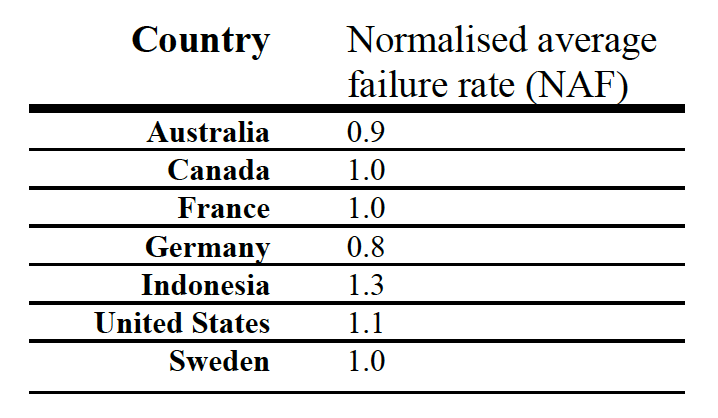 Country Normalised average
failure rate (NAF)
Australia 0.9
Canada 1.0
France 1.0
Germany 0.8
Indonesia 1.3
United States 1.1
Sweden 1.0